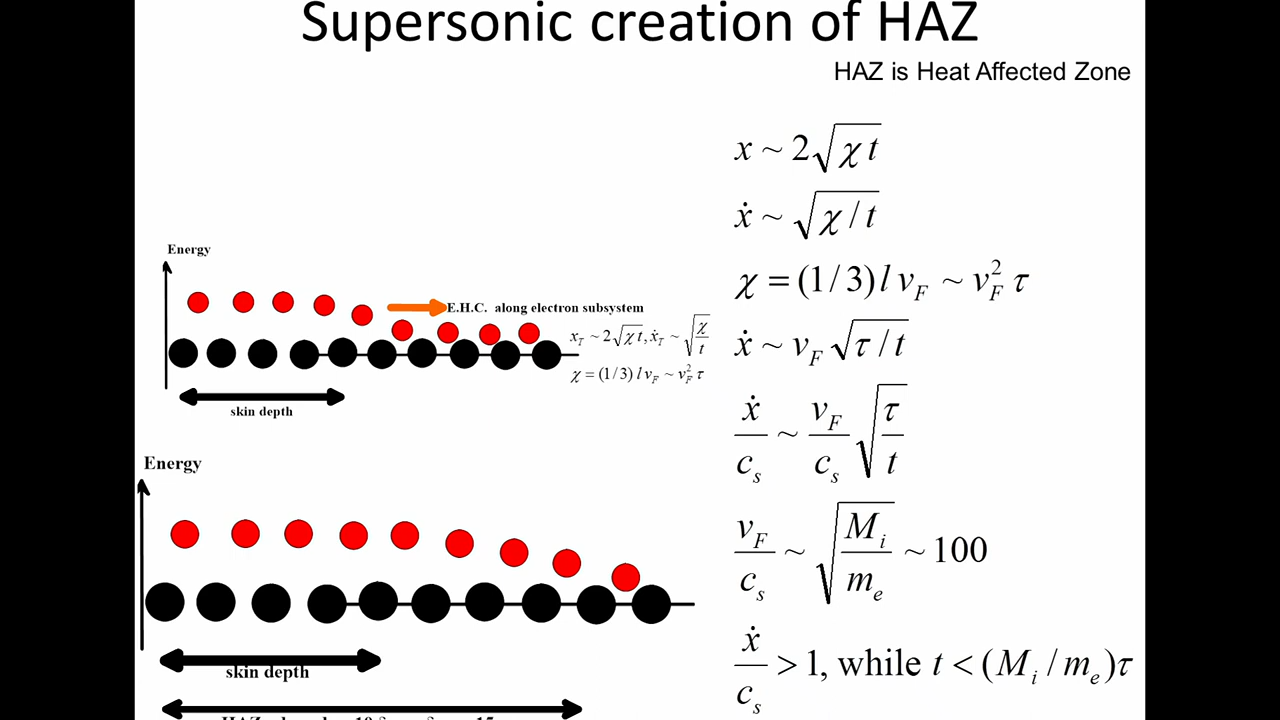 Supersonic creation of HAZ
HAZ is Heat Affected Zone
x ~ 2√(χ t)
ẋ ~ √(χ / t)
χ = (1/3) l v_F ~ v_F² τ
ẋ ~ v_F √(τ / t)
ẋ/c_s ~ v_F/c_s √(τ/t)
v_F/c_s ~ √(M_i/m_e) ~ 100
ẋ/c_s > 1, while t < (M_i / m_e)τ
Energy
E.H.C. along electron subsystem
x_T ~ 2√(χ t), ẋ_T ~ √(χ/t)
χ = (1/3) l v_F ~ v_F² τ
skin depth
Energy
skin depth